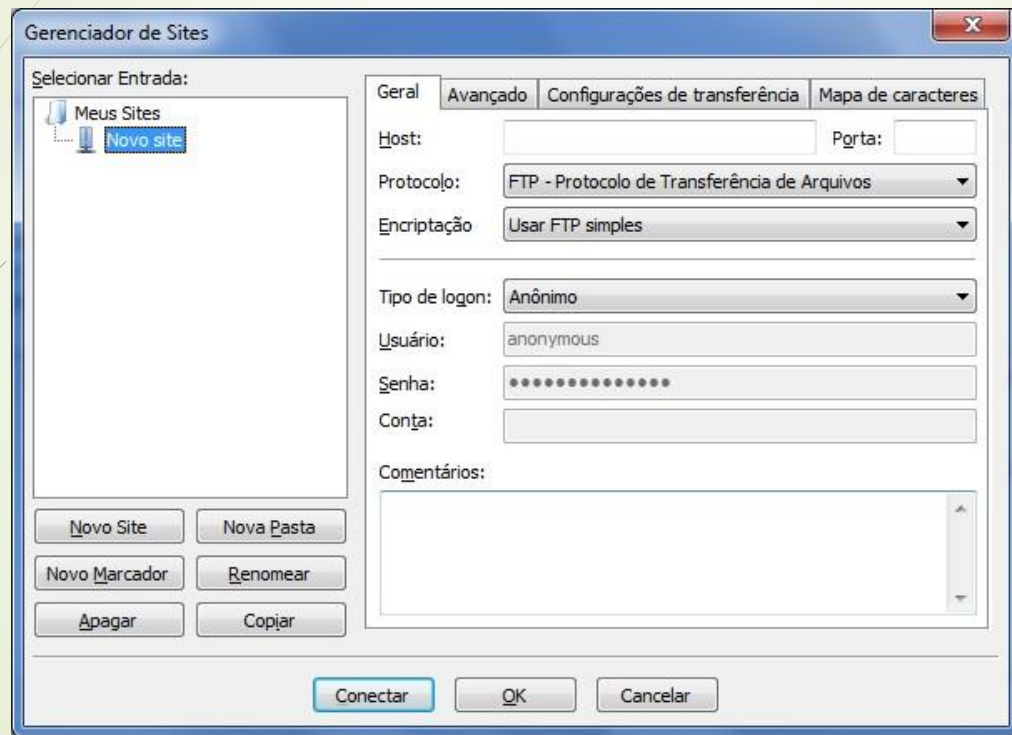 Gerenciador de Sites
Selecionar Entrada:
Meus Sites
Novo site
Novo Site
Nova Pasta
Novo Marcador
Renomear
Apagar
Copiar
Geral
Avançado
Configurações de transferência
Mapa de caracteres
Host:
Porta:
Protocolo: FTP - Protocolo de Transferência de Arquivos
Encriptação Usar FTP simples
Tipo de logon: Anônimo
Usuário: anonymous
Senha: ••••••••••••••
Conta:
Comentários:
Conectar
OK
Cancelar